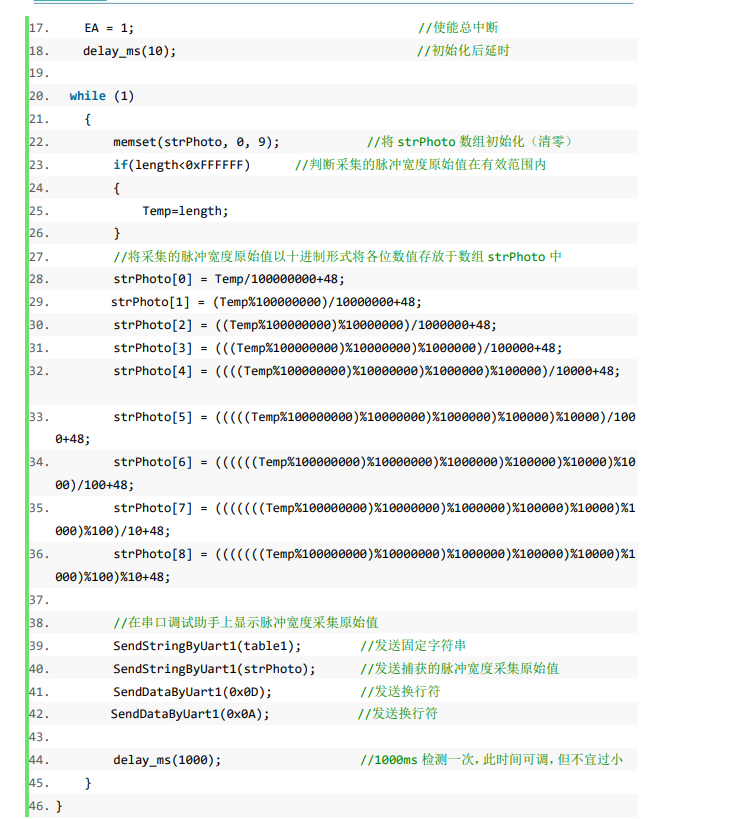 17. EA = 1; //使能总中断
18. delay_ms(10); //初始化后延时
19.
20. while (1)
21. {
22. memset(strPhoto, 0, 9); //将 strPhoto 数组初始化（清零）
23. if(length<0xFFFFFF) //判断采集的脉冲宽度原始值在有效范围内
24. {
25. Temp=length;
26. }
27. //将采集的脉冲宽度原始值以十进制形式将各位数值存放于数组 strPhoto 中
28. strPhoto[0] = Temp/100000000+48;
29. strPhoto[1] = (Temp%100000000)/10000000+48;
30. strPhoto[2] = ((Temp%100000000)%10000000)/1000000+48;
31. strPhoto[3] = (((Temp%100000000)%10000000)%1000000)/100000+48;
32. strPhoto[4] = ((((Temp%100000000)%10000000)%1000000)%100000)/10000+48;
33. strPhoto[5] = (((((Temp%100000000)%10000000)%1000000)%100000)%10000)/100
0+48;
34. strPhoto[6] = ((((((Temp%100000000)%10000000)%1000000)%100000)%10000)%10
00)/100+48;
35. strPhoto[7] = (((((((Temp%100000000)%10000000)%1000000)%100000)%10000)%1
000)%100)/10+48;
36. strPhoto[8] = (((((((Temp%100000000)%10000000)%1000000)%100000)%10000)%1
000)%100)%10+48;
37.
38. //在串口调试助手上显示脉冲宽度采集原始值
39. SendStringByUart1(table1); //发送固定字符串
40. SendStringByUart1(strPhoto); //发送捕获的脉冲宽度采集原始值
41. SendDataByUart1(0x0D); //发送换行符
42. SendDataByUart1(0x0A); //发送换行符
43.
44. delay_ms(1000); //1000ms 检测一次，此时间可调，但不宜过小
45. }
46. }